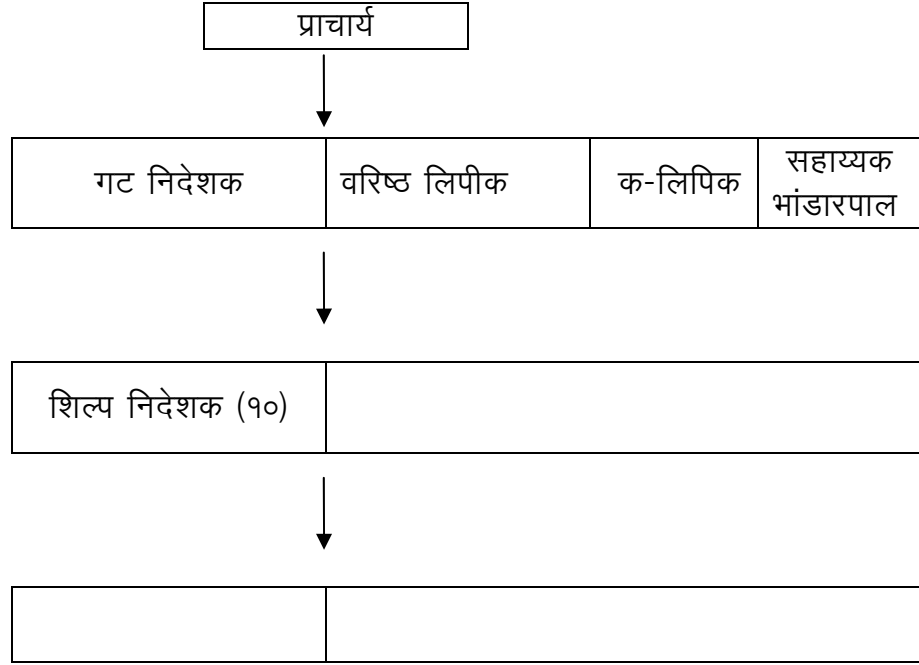 प्राचार्य
गट निदेशक वरिष्ठ लिपीक क-लिपिक सहाय्यक भांडारपाल
शिल्प निदेशक (१०)